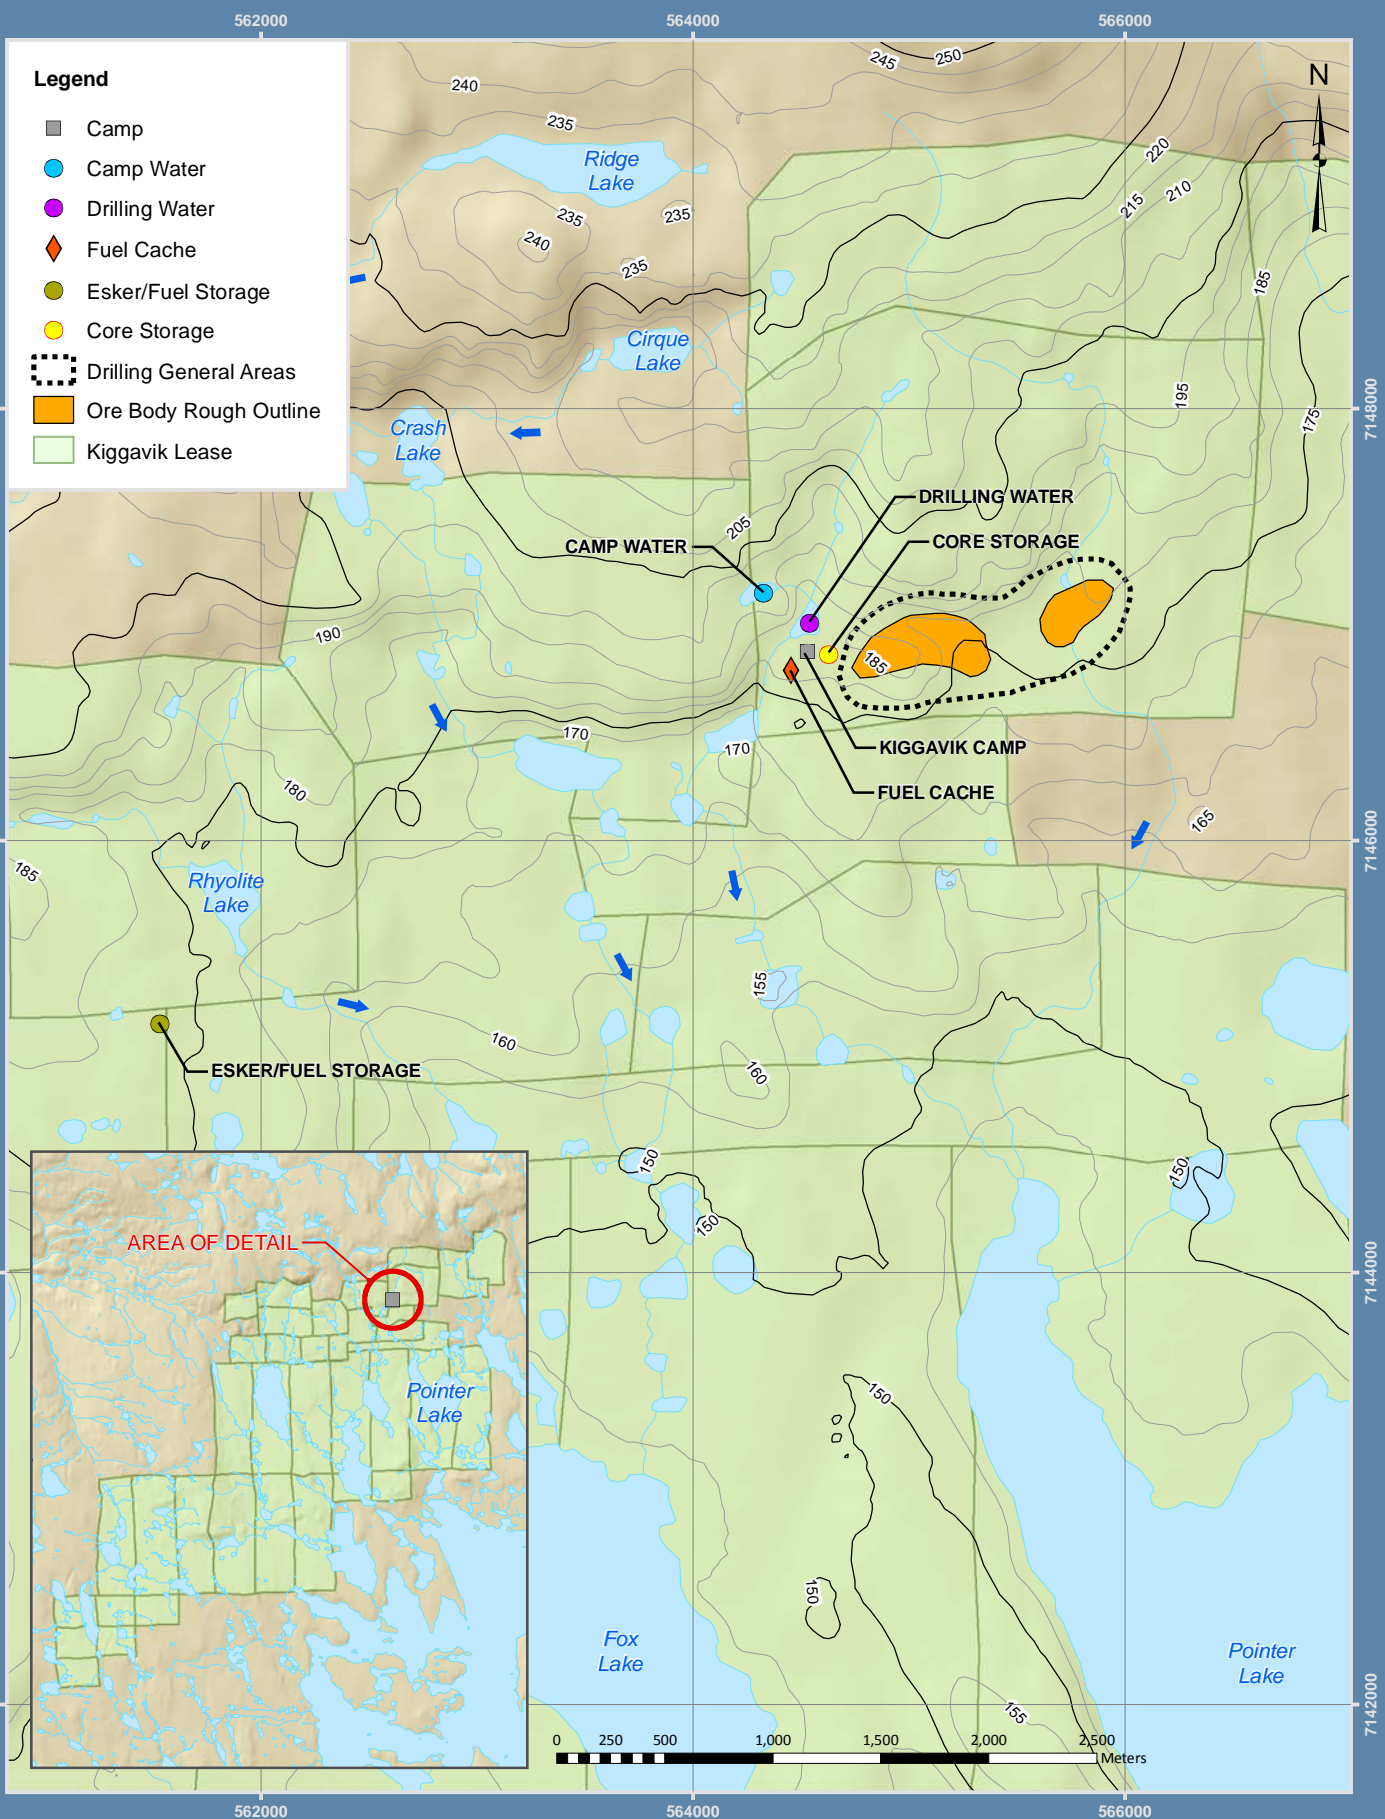 562000
564000
566000
Legend
Camp
Camp Water
Drilling Water
Fuel Cache
Esker/Fuel Storage
Core Storage
Drilling General Areas
Ore Body Rough Outline
Kiggavik Lease
N
245
250
240
235
220
Ridge
Lake
235
235
215
210
240
235
185
Cirque
Lake
195
175
7148000
Crash
Lake
DRILLING WATER
205
CAMP WATER
CORE STORAGE
190
185
170
170
KIGGAVIK CAMP
180
FUEL CACHE
165
7146000
185
Rhyolite
Lake
155
160
160
ESKER/FUEL STORAGE
150
150
150
AREA OF DETAIL
7144000
Pointer
Lake
150
150
Fox
Lake
Pointer
Lake
155
7142000
0
250
500
1,000
1,500
2,000
2,500
Meters
562000
564000
566000